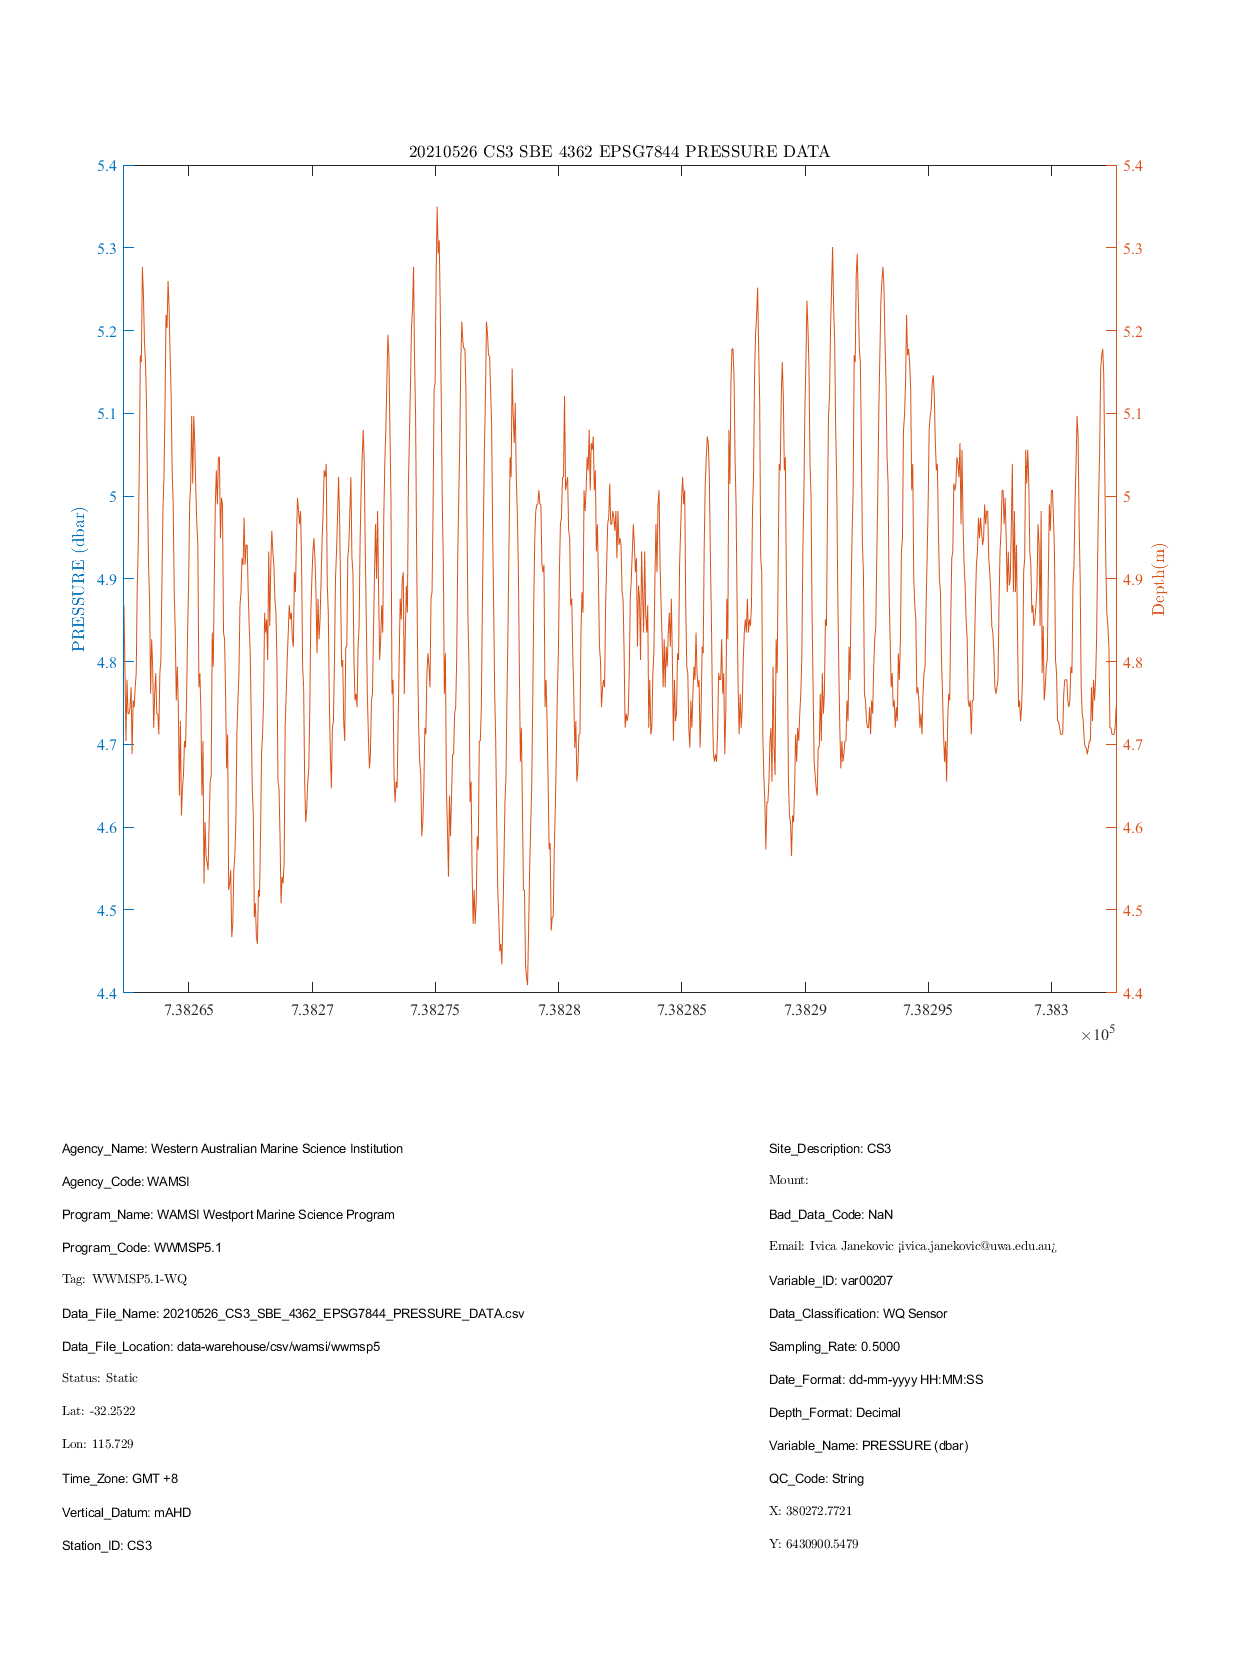 20210526 CS3 SBE 4362 EPSG7844 PRESSURE DATA
5.4
5.3
5.2
5.1
5
4.9
4.8
4.7
4.6
4.5
4.4
PRESSURE (dbar)
5.4
5.3
5.2
5.1
5
4.9
4.8
4.7
4.6
4.5
4.4
Depth(m)
7.38265 7.3827 7.38275 7.3828 7.38285 7.3829 7.38295 7.383
×10^5
Agency_Name: Western Australian Marine Science Institution
Agency_Code: WAMSI
Program_Name: WAMSI Westport Marine Science Program
Program_Code: WWMSP5.1
Tag: WWMSP5.1-WQ
Data_File_Name: 20210526_CS3_SBE_4362_EPSG7844_PRESSURE_DATA.csv
Data_File_Location: data-warehouse/csv/wamsi/wwmsp5
Status: Static
Lat: -32.2522
Lon: 115.729
Time_Zone: GMT +8
Vertical_Datum: mAHD
Station_ID: CS3
Site_Description: CS3
Mount:
Bad_Data_Code: NaN
Email: Ivica Janekovic ¡ivica.janekovic@uwa.edu.au¿
Variable_ID: var00207
Data_Classification: WQ Sensor
Sampling_Rate: 0.5000
Date_Format: dd-mm-yyyy HH:MM:SS
Depth_Format: Decimal
Variable_Name: PRESSURE (dbar)
QC_Code: String
X: 380272.7721
Y: 6430900.5479